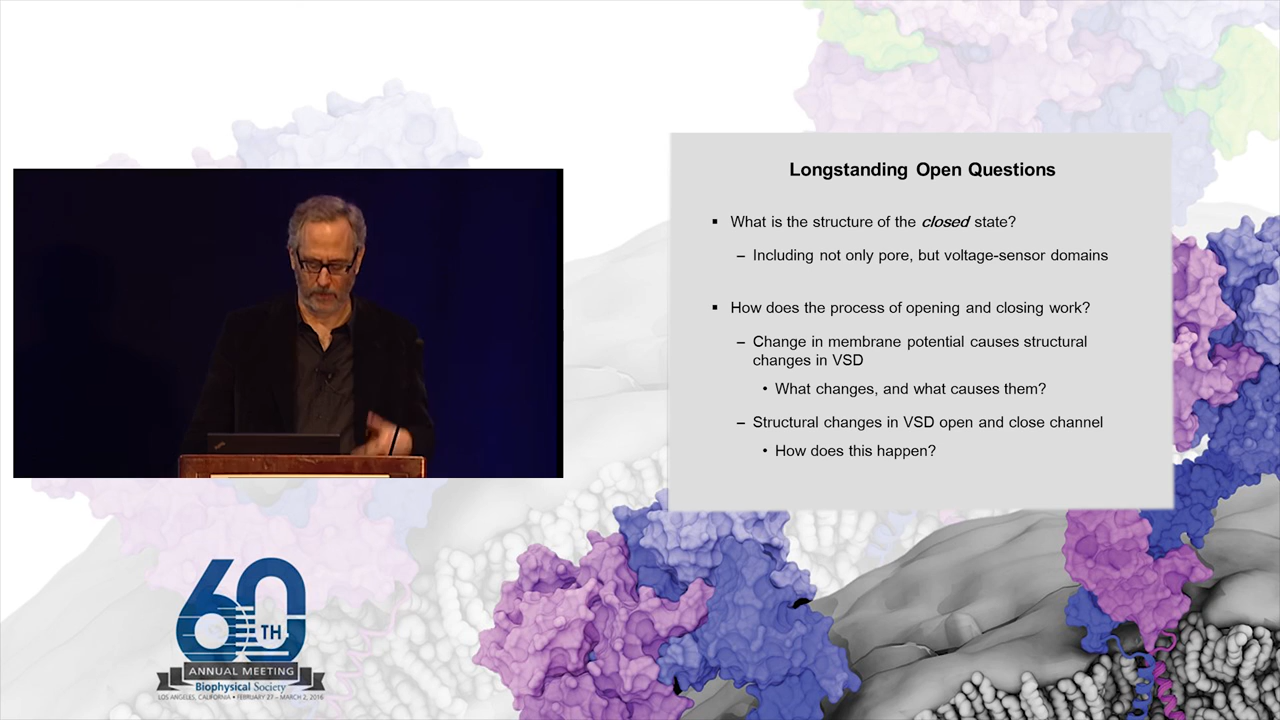 Longstanding Open Questions
▪ What is the structure of the closed state?
– Including not only pore, but voltage-sensor domains
▪ How does the process of opening and closing work?
– Change in membrane potential causes structural
changes in VSD
• What changes, and what causes them?
– Structural changes in VSD open and close channel
• How does this happen?
60TH
ANNUAL MEETING
Biophysical Society
LOS ANGELES, CALIFORNIA • FEBRUARY 27 – MARCH 2, 2016